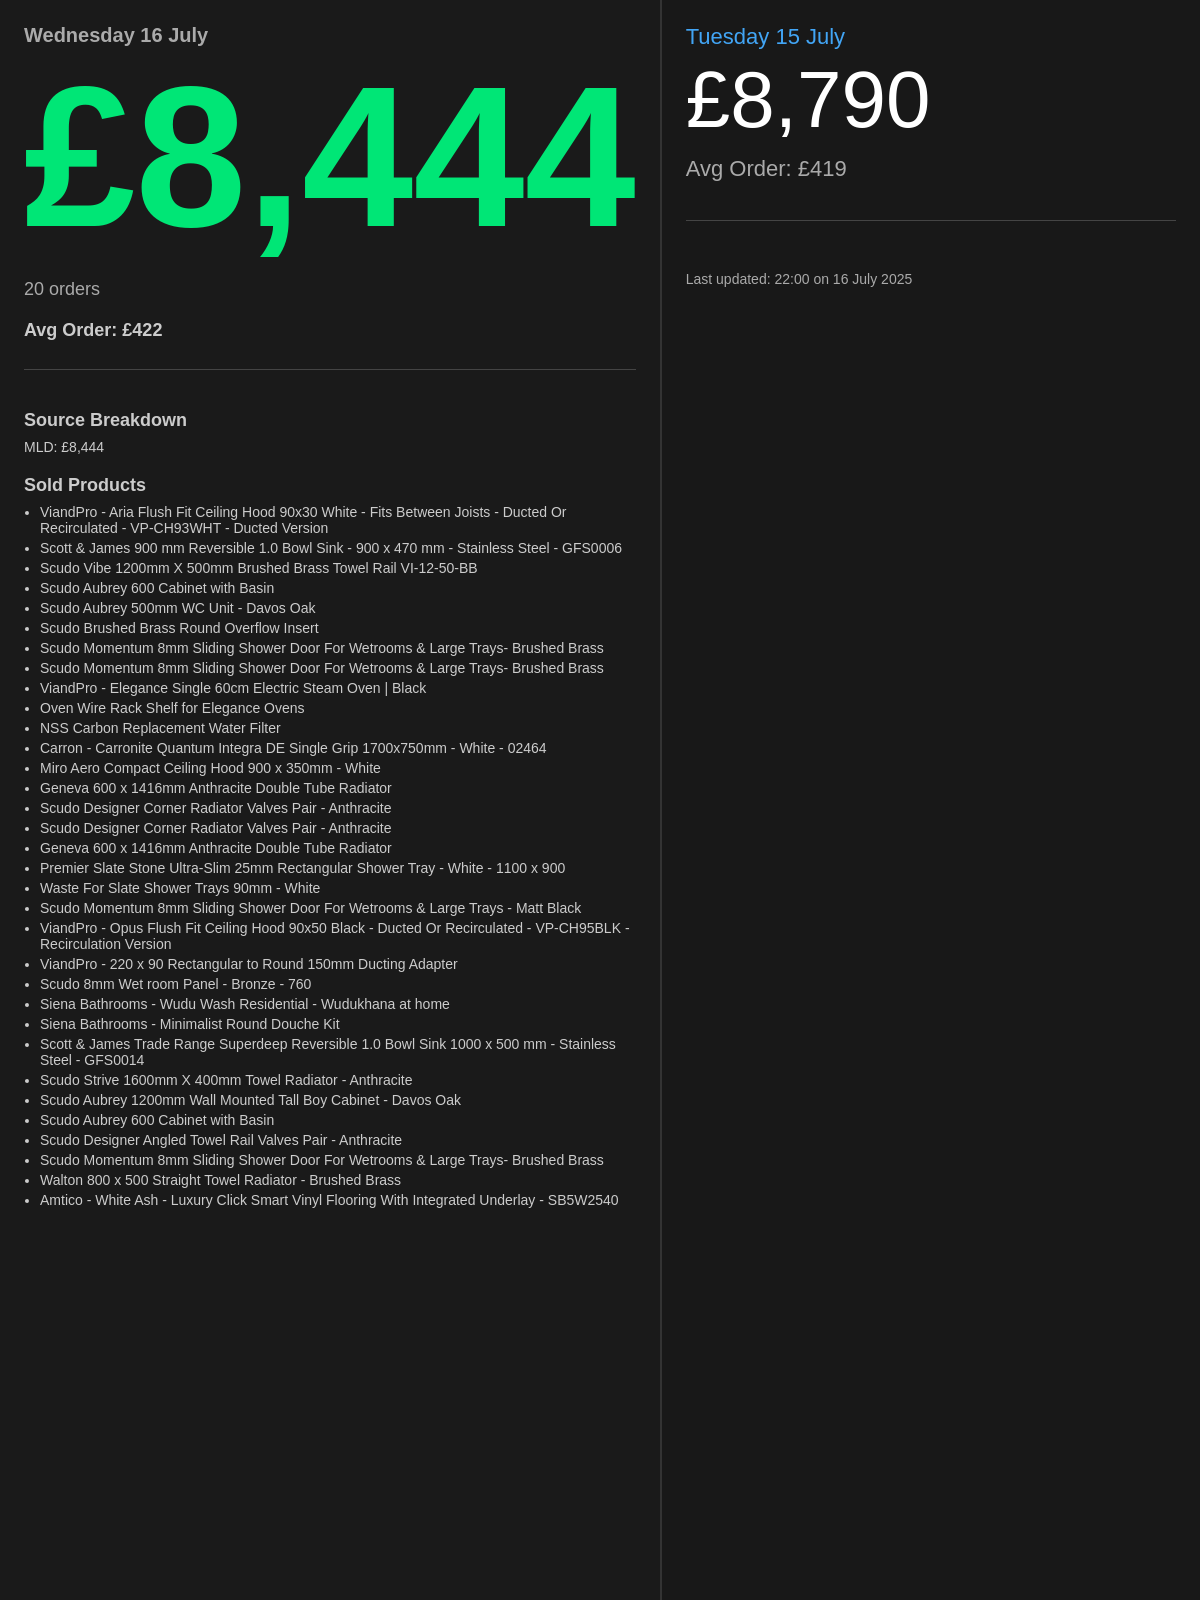 Wednesday 16 July
£8,444
20 orders
Avg Order: £422
Source Breakdown
MLD: £8,444
Sold Products
• ViandPro - Aria Flush Fit Ceiling Hood 90x30 White - Fits Between Joists - Ducted Or
Recirculated - VP-CH93WHT - Ducted Version
• Scott & James 900 mm Reversible 1.0 Bowl Sink - 900 x 470 mm - Stainless Steel - GFS0006
• Scudo Vibe 1200mm X 500mm Brushed Brass Towel Rail VI-12-50-BB
• Scudo Aubrey 600 Cabinet with Basin
• Scudo Aubrey 500mm WC Unit - Davos Oak
• Scudo Brushed Brass Round Overflow Insert
• Scudo Momentum 8mm Sliding Shower Door For Wetrooms & Large Trays- Brushed Brass
• Scudo Momentum 8mm Sliding Shower Door For Wetrooms & Large Trays- Brushed Brass
• ViandPro - Elegance Single 60cm Electric Steam Oven | Black
• Oven Wire Rack Shelf for Elegance Ovens
• NSS Carbon Replacement Water Filter
• Carron - Carronite Quantum Integra DE Single Grip 1700x750mm - White - 02464
• Miro Aero Compact Ceiling Hood 900 x 350mm - White
• Geneva 600 x 1416mm Anthracite Double Tube Radiator
• Scudo Designer Corner Radiator Valves Pair - Anthracite
• Scudo Designer Corner Radiator Valves Pair - Anthracite
• Geneva 600 x 1416mm Anthracite Double Tube Radiator
• Premier Slate Stone Ultra-Slim 25mm Rectangular Shower Tray - White - 1100 x 900
• Waste For Slate Shower Trays 90mm - White
• Scudo Momentum 8mm Sliding Shower Door For Wetrooms & Large Trays - Matt Black
• ViandPro - Opus Flush Fit Ceiling Hood 90x50 Black - Ducted Or Recirculated - VP-CH95BLK -
Recirculation Version
• ViandPro - 220 x 90 Rectangular to Round 150mm Ducting Adapter
• Scudo 8mm Wet room Panel - Bronze - 760
• Siena Bathrooms - Wudu Wash Residential - Wudukhana at home
• Siena Bathrooms - Minimalist Round Douche Kit
• Scott & James Trade Range Superdeep Reversible 1.0 Bowl Sink 1000 x 500 mm - Stainless
Steel - GFS0014
• Scudo Strive 1600mm X 400mm Towel Radiator - Anthracite
• Scudo Aubrey 1200mm Wall Mounted Tall Boy Cabinet - Davos Oak
• Scudo Aubrey 600 Cabinet with Basin
• Scudo Designer Angled Towel Rail Valves Pair - Anthracite
• Scudo Momentum 8mm Sliding Shower Door For Wetrooms & Large Trays- Brushed Brass
• Walton 800 x 500 Straight Towel Radiator - Brushed Brass
• Amtico - White Ash - Luxury Click Smart Vinyl Flooring With Integrated Underlay - SB5W2540
Tuesday 15 July
£8,790
Avg Order: £419
Last updated: 22:00 on 16 July 2025